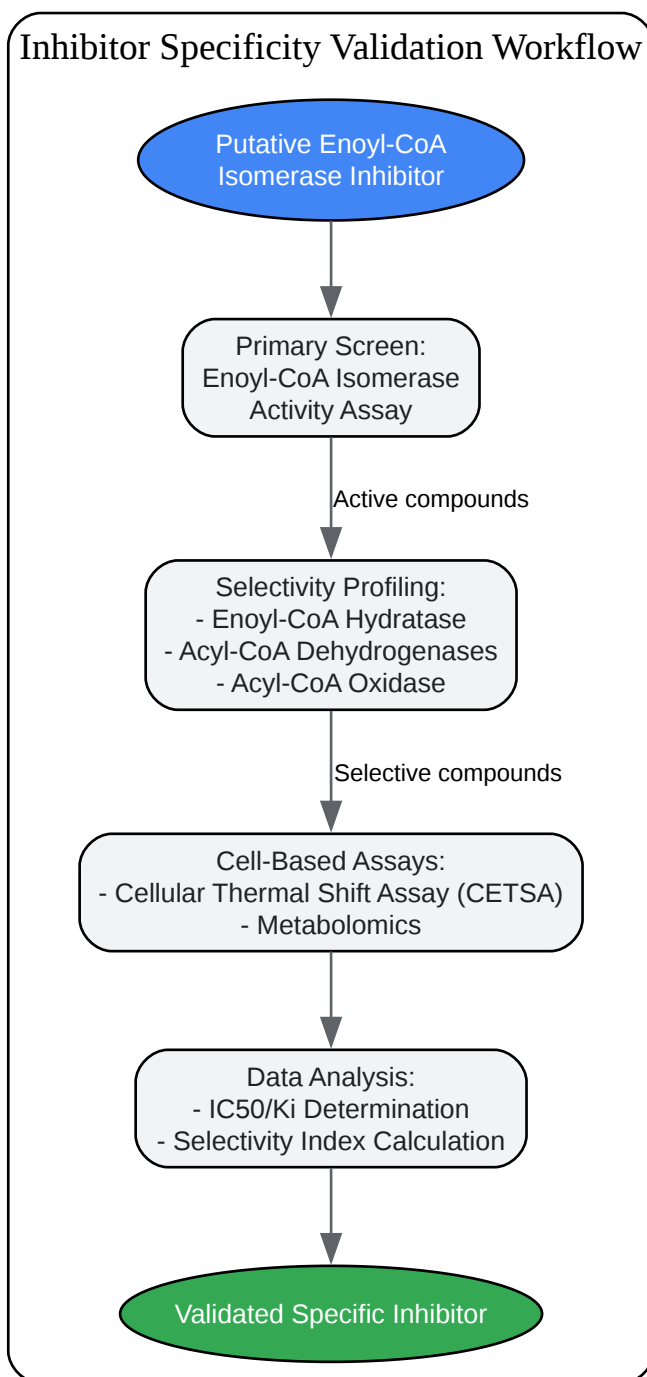 Inhibitor Specificity Validation Workflow
Putative Enoyl-CoA
Isomerase Inhibitor
Primary Screen:
Enoyl-CoA Isomerase
Activity Assay
Active compounds
Selectivity Profiling:
- Enoyl-CoA Hydratase
- Acyl-CoA Dehydrogenases
- Acyl-CoA Oxidase
Selective compounds
Cell-Based Assays:
- Cellular Thermal Shift Assay (CETSA)
- Metabolomics
Data Analysis:
- IC50/Ki Determination
- Selectivity Index Calculation
Validated Specific Inhibitor